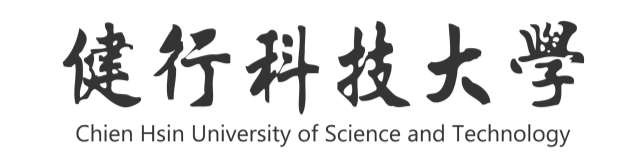 健行科技大學
Chien Hsin University of Science and Technology